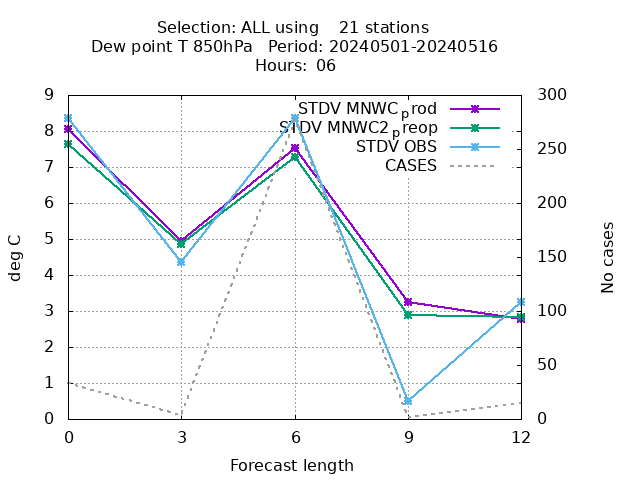 Selection: ALL using    21 stations
Dew point T 850hPa   Period: 20240501-20240516
Hours:  06
STDV MNWCprod
STDV MNWC2preop
STDV OBS
CASES
deg C
No cases
9
8
7
6
5
4
3
2
1
0
300
250
200
150
100
50
0
0 3 6 9 12
Forecast length